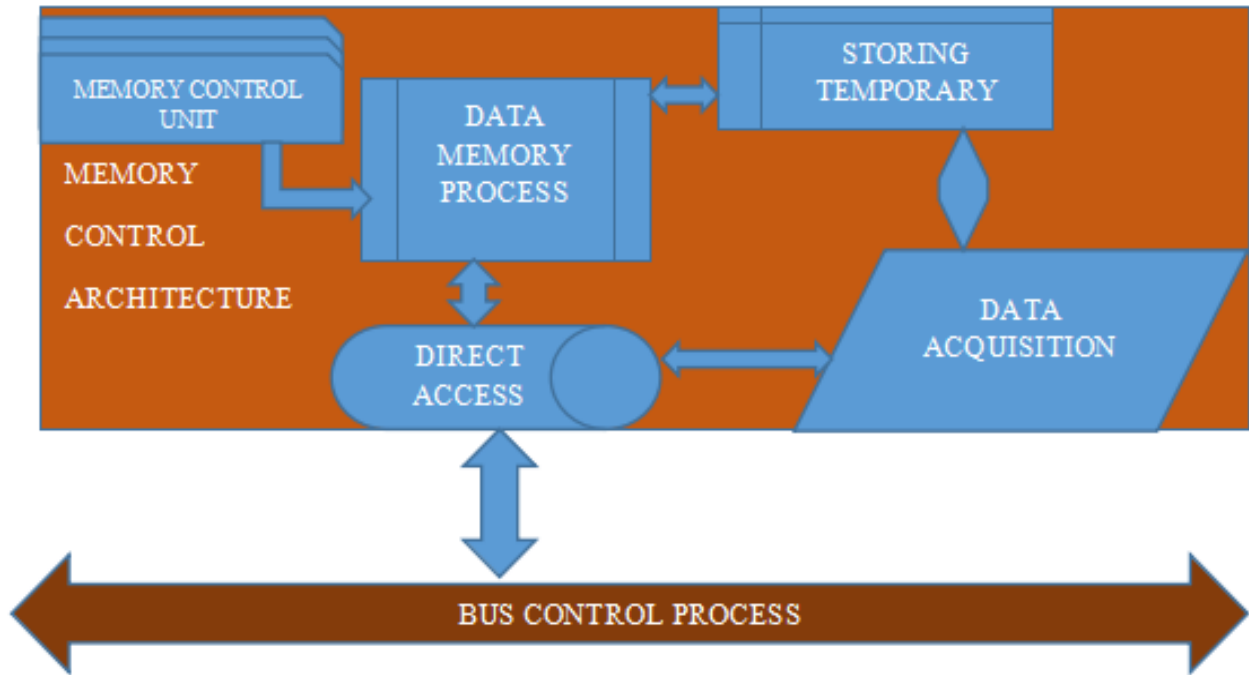 MEMORY CONTROL
UNIT
STORING
TEMPORARY
DATA
MEMORY
PROCESS
MEMORY
CONTROL
ARCHITECTURE
DATA
ACQUISITION
DIRECT
ACCESS
BUS CONTROL PROCESS